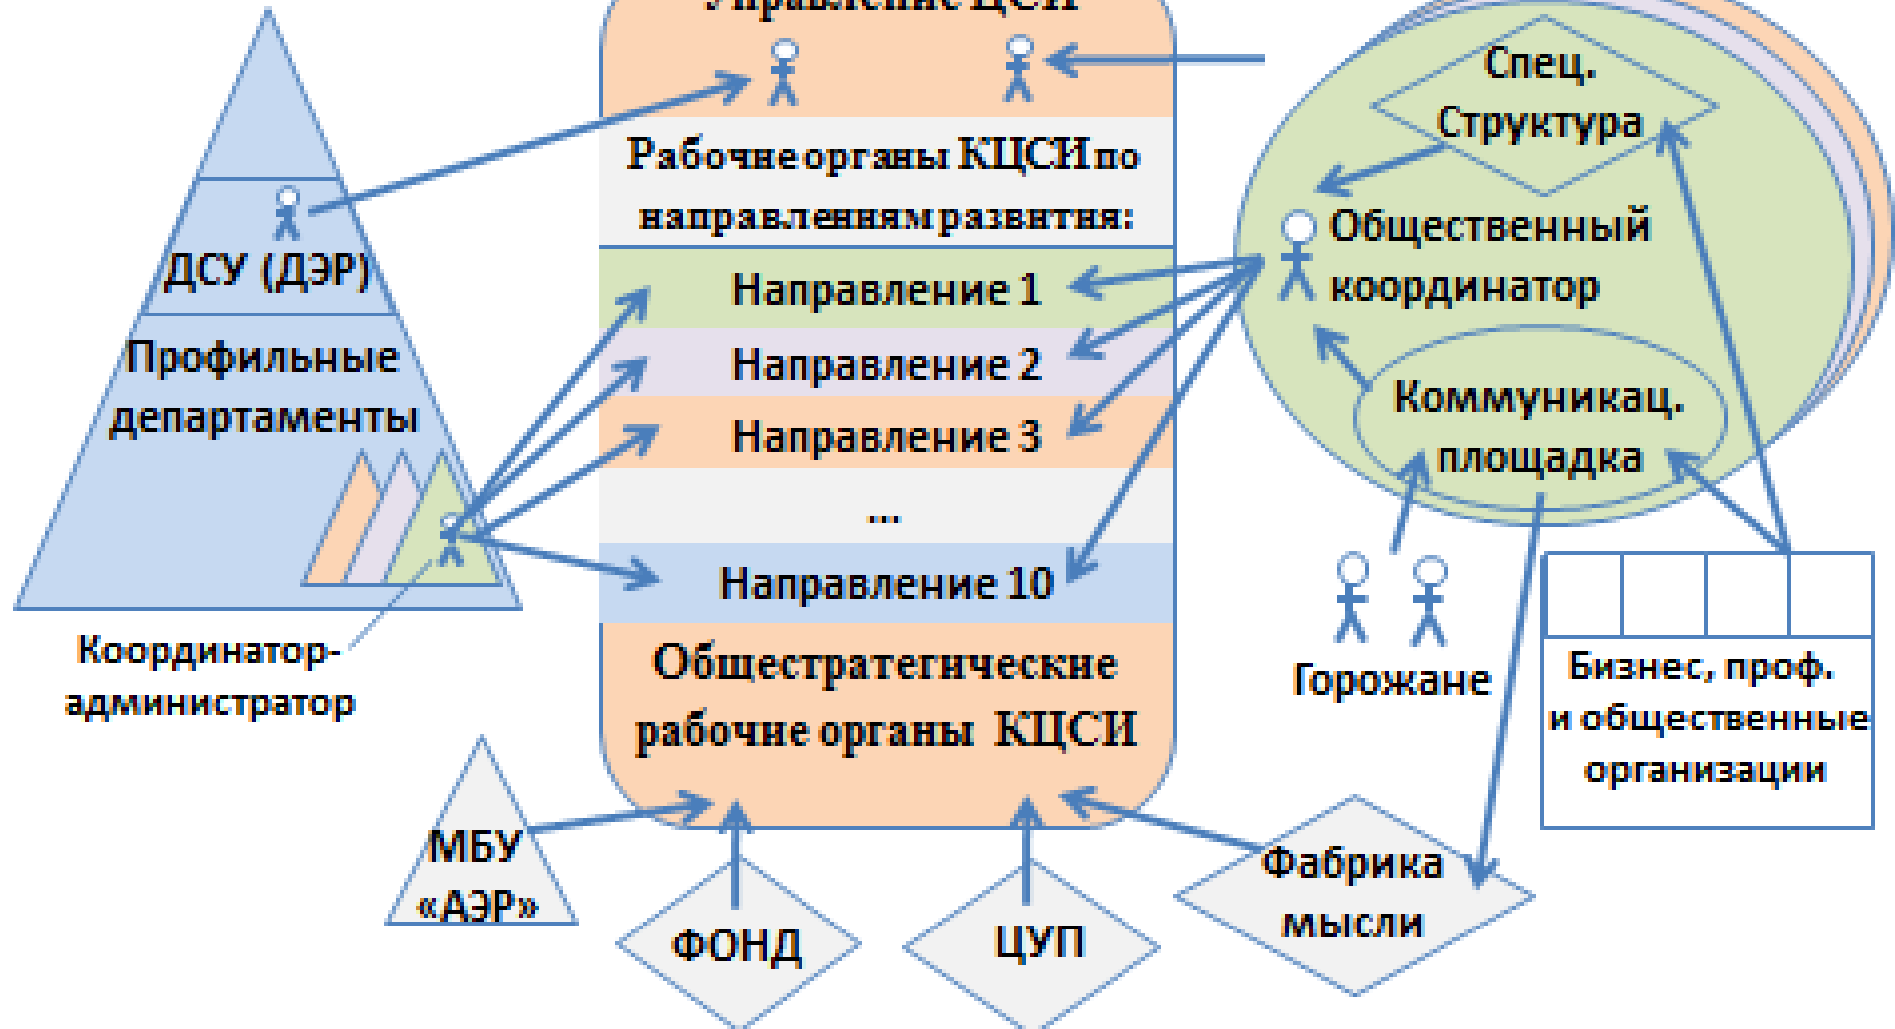 Управление ЦСИ
Рабочие органы КЦСИ по
направлениям развития:
Направление 1
Направление 2
Направление 3
...
Направление 10
Общестратегические
рабочие органы КЦСИ
ДСУ (ДЭР)
Профильные
департаменты
Координатор-
администратор
Спец.
Структура
Общественный
координатор
Коммуникац.
площадка
Горожане
Бизнес, проф.
и общественные
организации
МБУ
«АЭР»
ФОНД
ЦУП
Фабрика
мысли